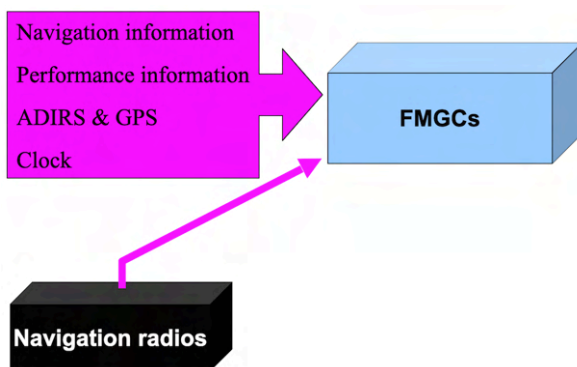 Navigation information
Performance information
ADIRS & GPS
Clock
FMGCs
Navigation radios